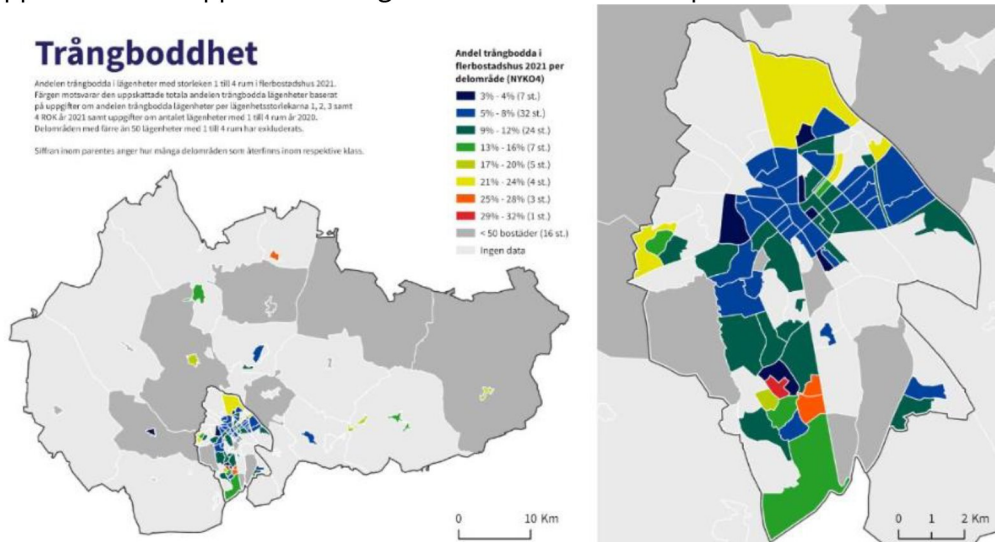 Trångboddhet
Andelen trångbodda i lägenheter med storleken 1 till 4 rum i flerbostadshus 2021.
Färgen motsvarar den uppskattade totala andelen trångbodda lägenheter baserat
på uppgifter om andelen trångbodda lägenheter per lägenhetsstorlekarna 1, 2, 3 samt
4 ROK år 2021 samt uppgifter om antalet lägenheter med 1 till 4 rum år 2020.
Delområden med färre än 50 lägenheter med 1 till 4 rum har exkluderats.
Siffran inom parentes anger hur många delområden som återfinns inom respektive klass.
Andel trångbodda i
flerbostadshus 2021 per
delområde (NYKO4)
3% - 4% (7 st.)
5% - 8% (32 st.)
9% - 12% (24 st.)
13% - 16% (7 st.)
17% - 20% (5 st.)
21% - 24% (4 st.)
25% - 28% (3 st.)
29% - 32% (1 st.)
< 50 bostäder (16 st.)
Ingen data
0 10 Km
0 1 2 Km